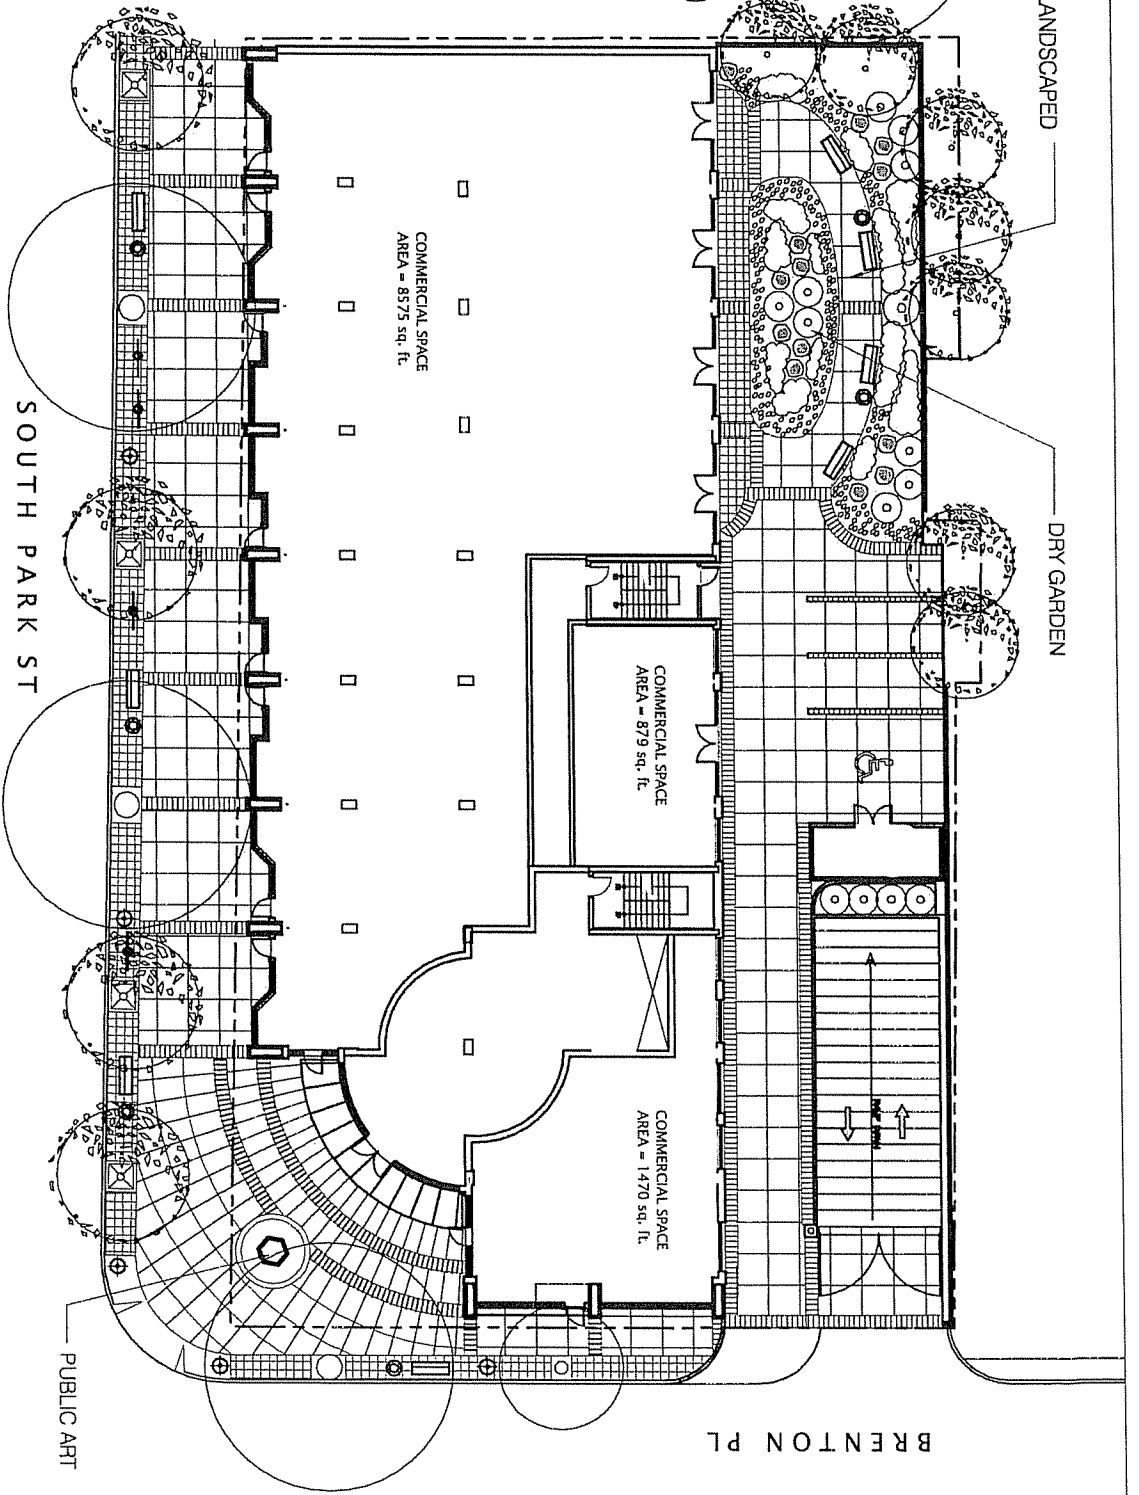 LANDSCAPED
DRY GARDEN
COMMERCIAL SPACE
AREA = 8575 sq. ft.
COMMERCIAL SPACE
AREA = 879 sq. ft.
COMMERCIAL SPACE
AREA = 1470 sq. ft.
SOUTH PARK ST
BRENTON PL
PUBLIC ART